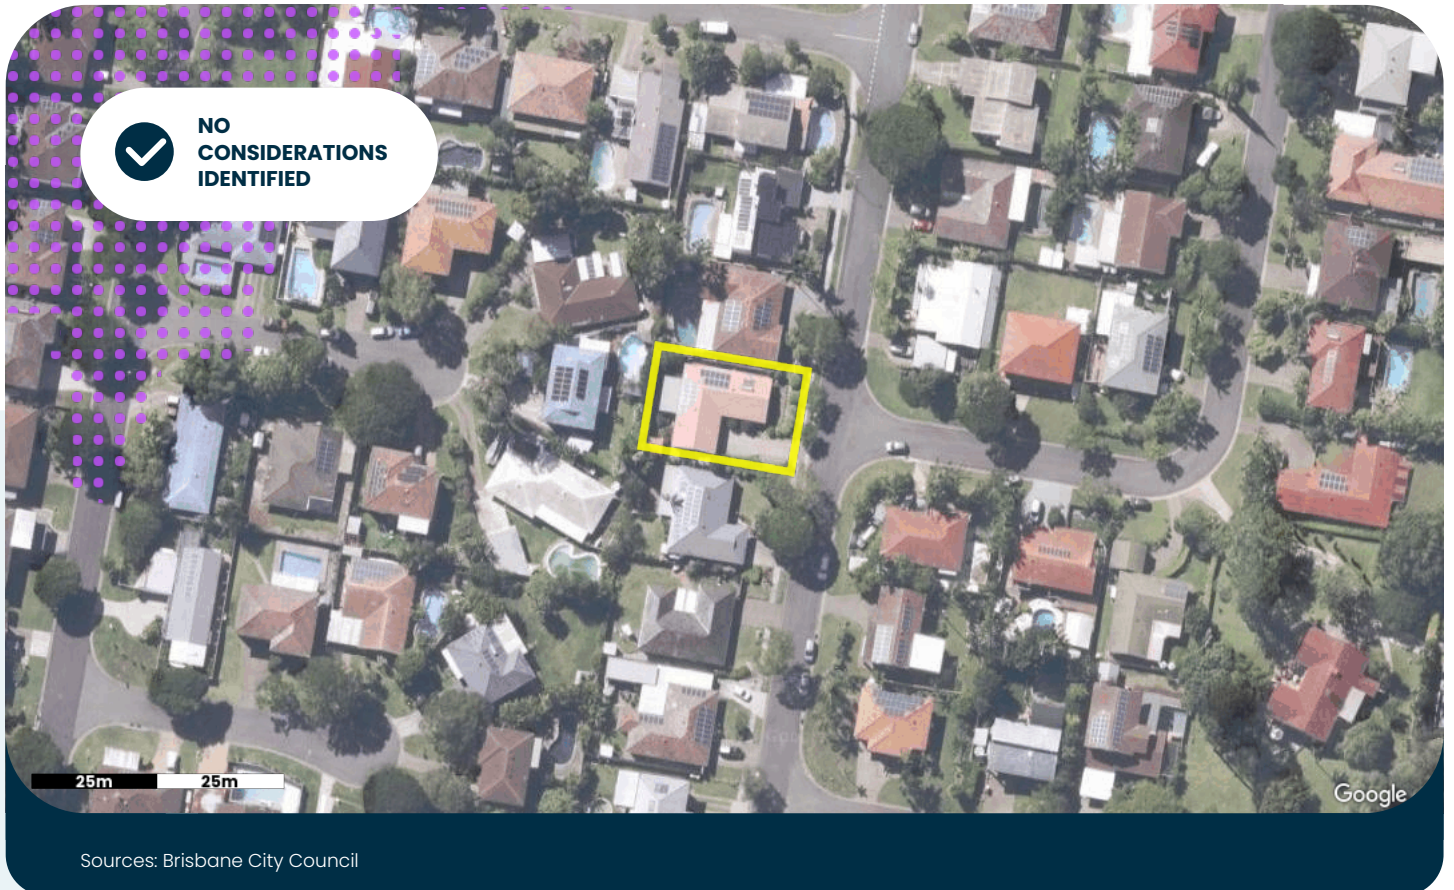 NO
CONSIDERATIONS
IDENTIFIED
25m 25m
Google
Sources: Brisbane City Council